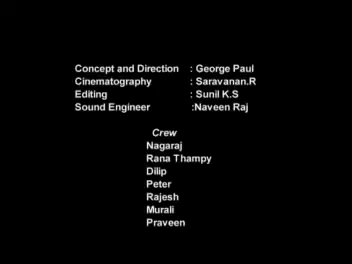 Concept and Direction : George Paul
Cinematography : Saravanan.R
Editing : Sunil K.S
Sound Engineer :Naveen Raj
Crew
Nagaraj
Rana Thampy
Dilip
Peter
Rajesh
Murali
Praveen